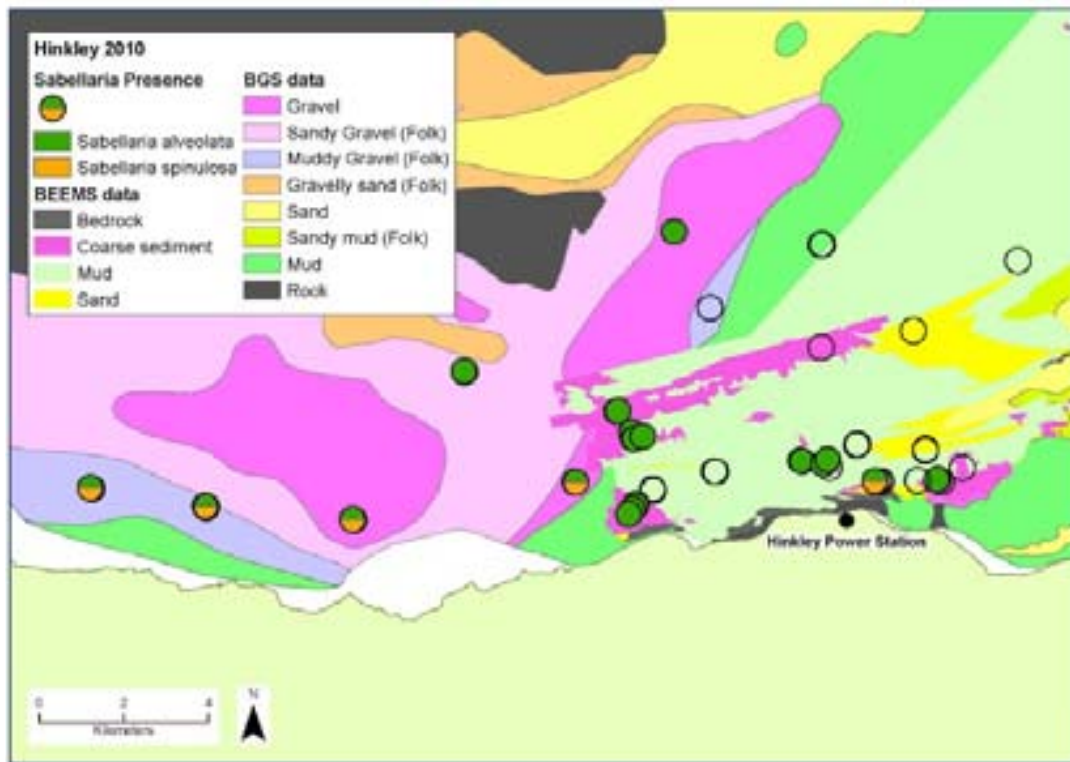 Hinkley 2010
Sabellaria Presence
Sabellaria alveolata
Sabellaria spinulosa
BEEMS data
Bedrock
Coarse sediment
Mud
Sand
BGS data
Gravel
Sandy Gravel (Folk)
Muddy Gravel (Folk)
Gravelly sand (Folk)
Sand
Sandy mud (Folk)
Mud
Rock
Hinkley Power Station
0 2 4
Kilometers
N